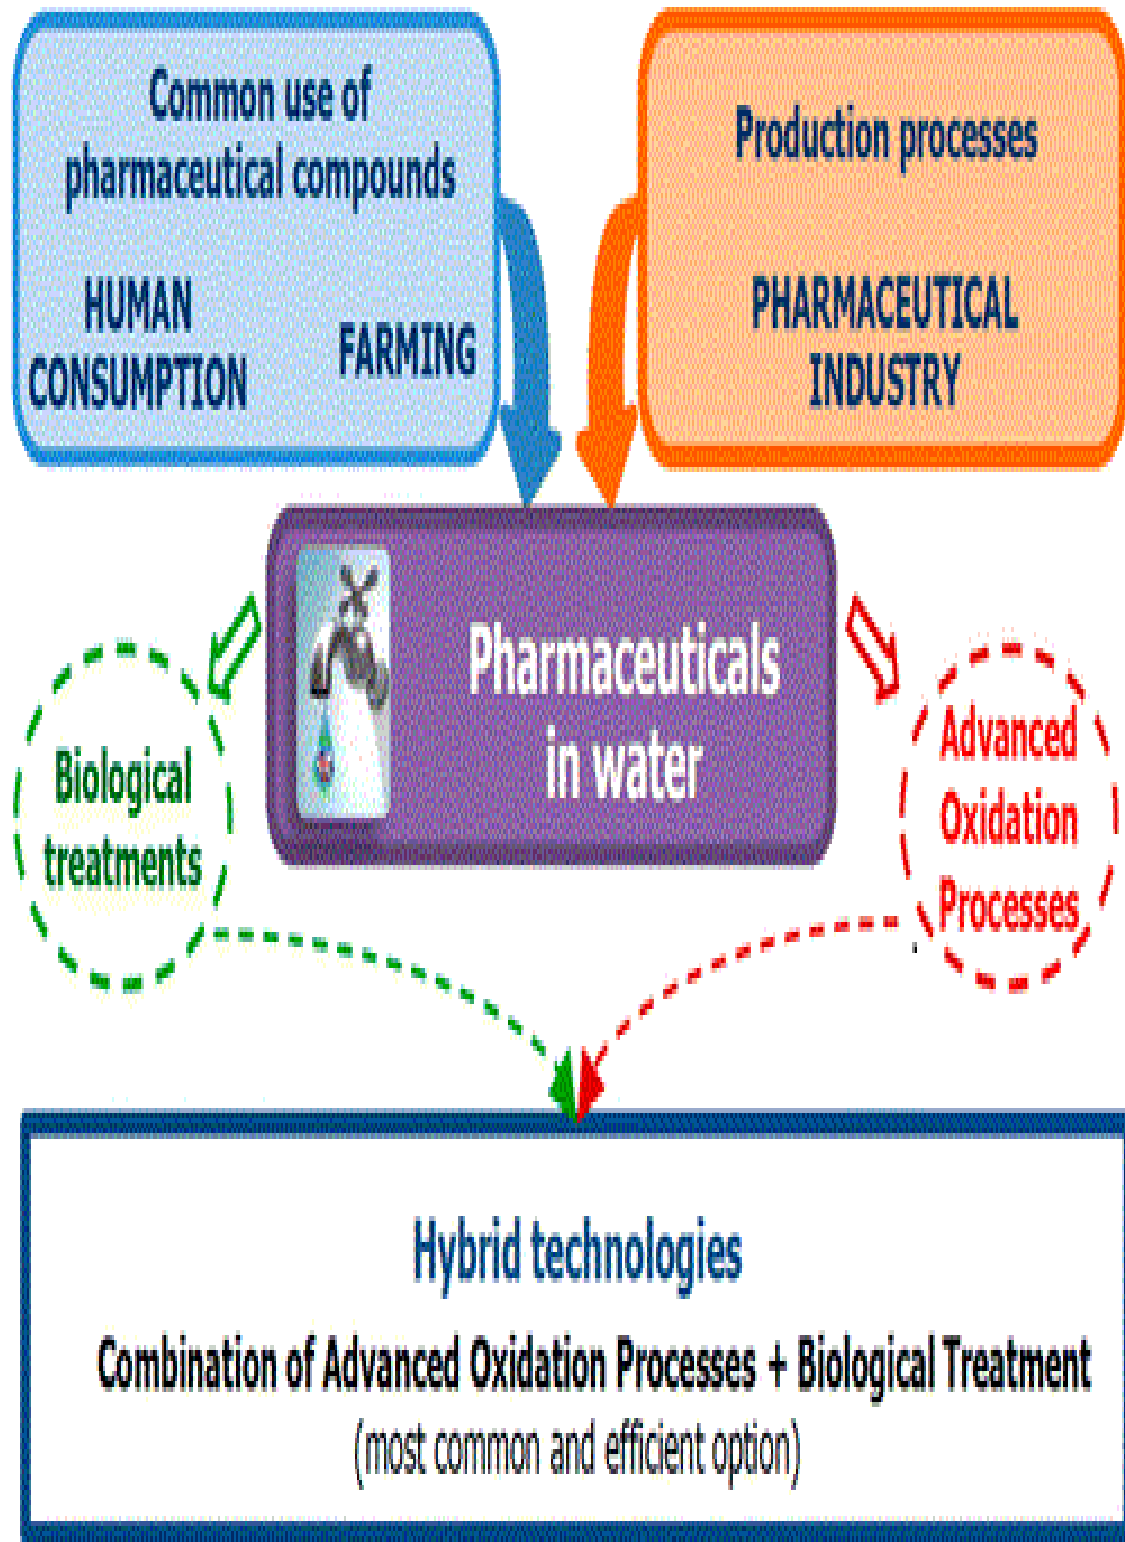 Common use of
pharmaceutical compounds
HUMAN
CONSUMPTION
FARMING
Production processes
PHARMACEUTICAL
INDUSTRY
Pharmaceuticals
in water
Biological
treatments
Advanced
Oxidation
Processes
Hybrid technologies
Combination of Advanced Oxidation Processes + Biological Treatment
(most common and efficient option)